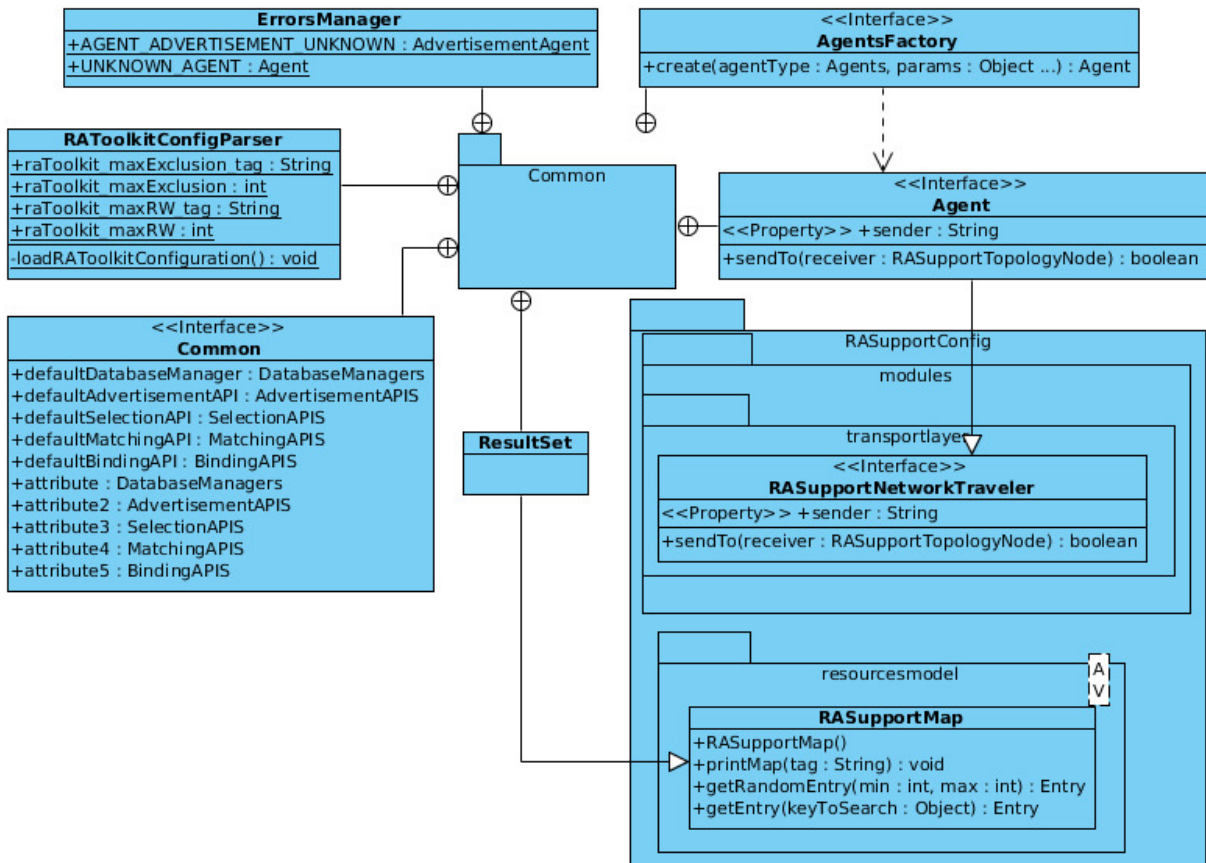 ErrorsManager
+AGENT_ADVERTISEMENT_UNKNOWN : AdvertisementAgent
+UNKNOWN_AGENT : Agent
<<Interface>>
AgentsFactory
+create(agentType : Agents, params : Object ...) : Agent
RAToolkitConfigParser
+raToolkit_maxExclusion_tag : String
+raToolkit_maxExclusion : int
+raToolkit_maxRW_tag : String
+raToolkit_maxRW : int
-loadRAToolkitConfiguration() : void
Common
<<Interface>>
Agent
<<Property>> +sender : String
+sendTo(receiver : RASupportTopologyNode) : boolean
<<Interface>>
Common
+defaultDatabaseManager : DatabaseManagers
+defaultAdvertisementAPI : AdvertisementAPIS
+defaultSelectionAPI : SelectionAPIS
+defaultMatchingAPI : MatchingAPIS
+defaultBindingAPI : BindingAPIS
+attribute : DatabaseManagers
+attribute2 : AdvertisementAPIS
+attribute3 : SelectionAPIS
+attribute4 : MatchingAPIS
+attribute5 : BindingAPIS
ResultSet
RASupportConfig
modules
transportlayer
<<Interface>>
RASupportNetworkTraveler
<<Property>> +sender : String
+sendTo(receiver : RASupportTopologyNode) : boolean
resourcesmodel
A
V
RASupportMap
+RASupportMap()
+printMap(tag : String) : void
+getRandomEntry(min : int, max : int) : Entry
+getEntry(keyToSearch : Object) : Entry